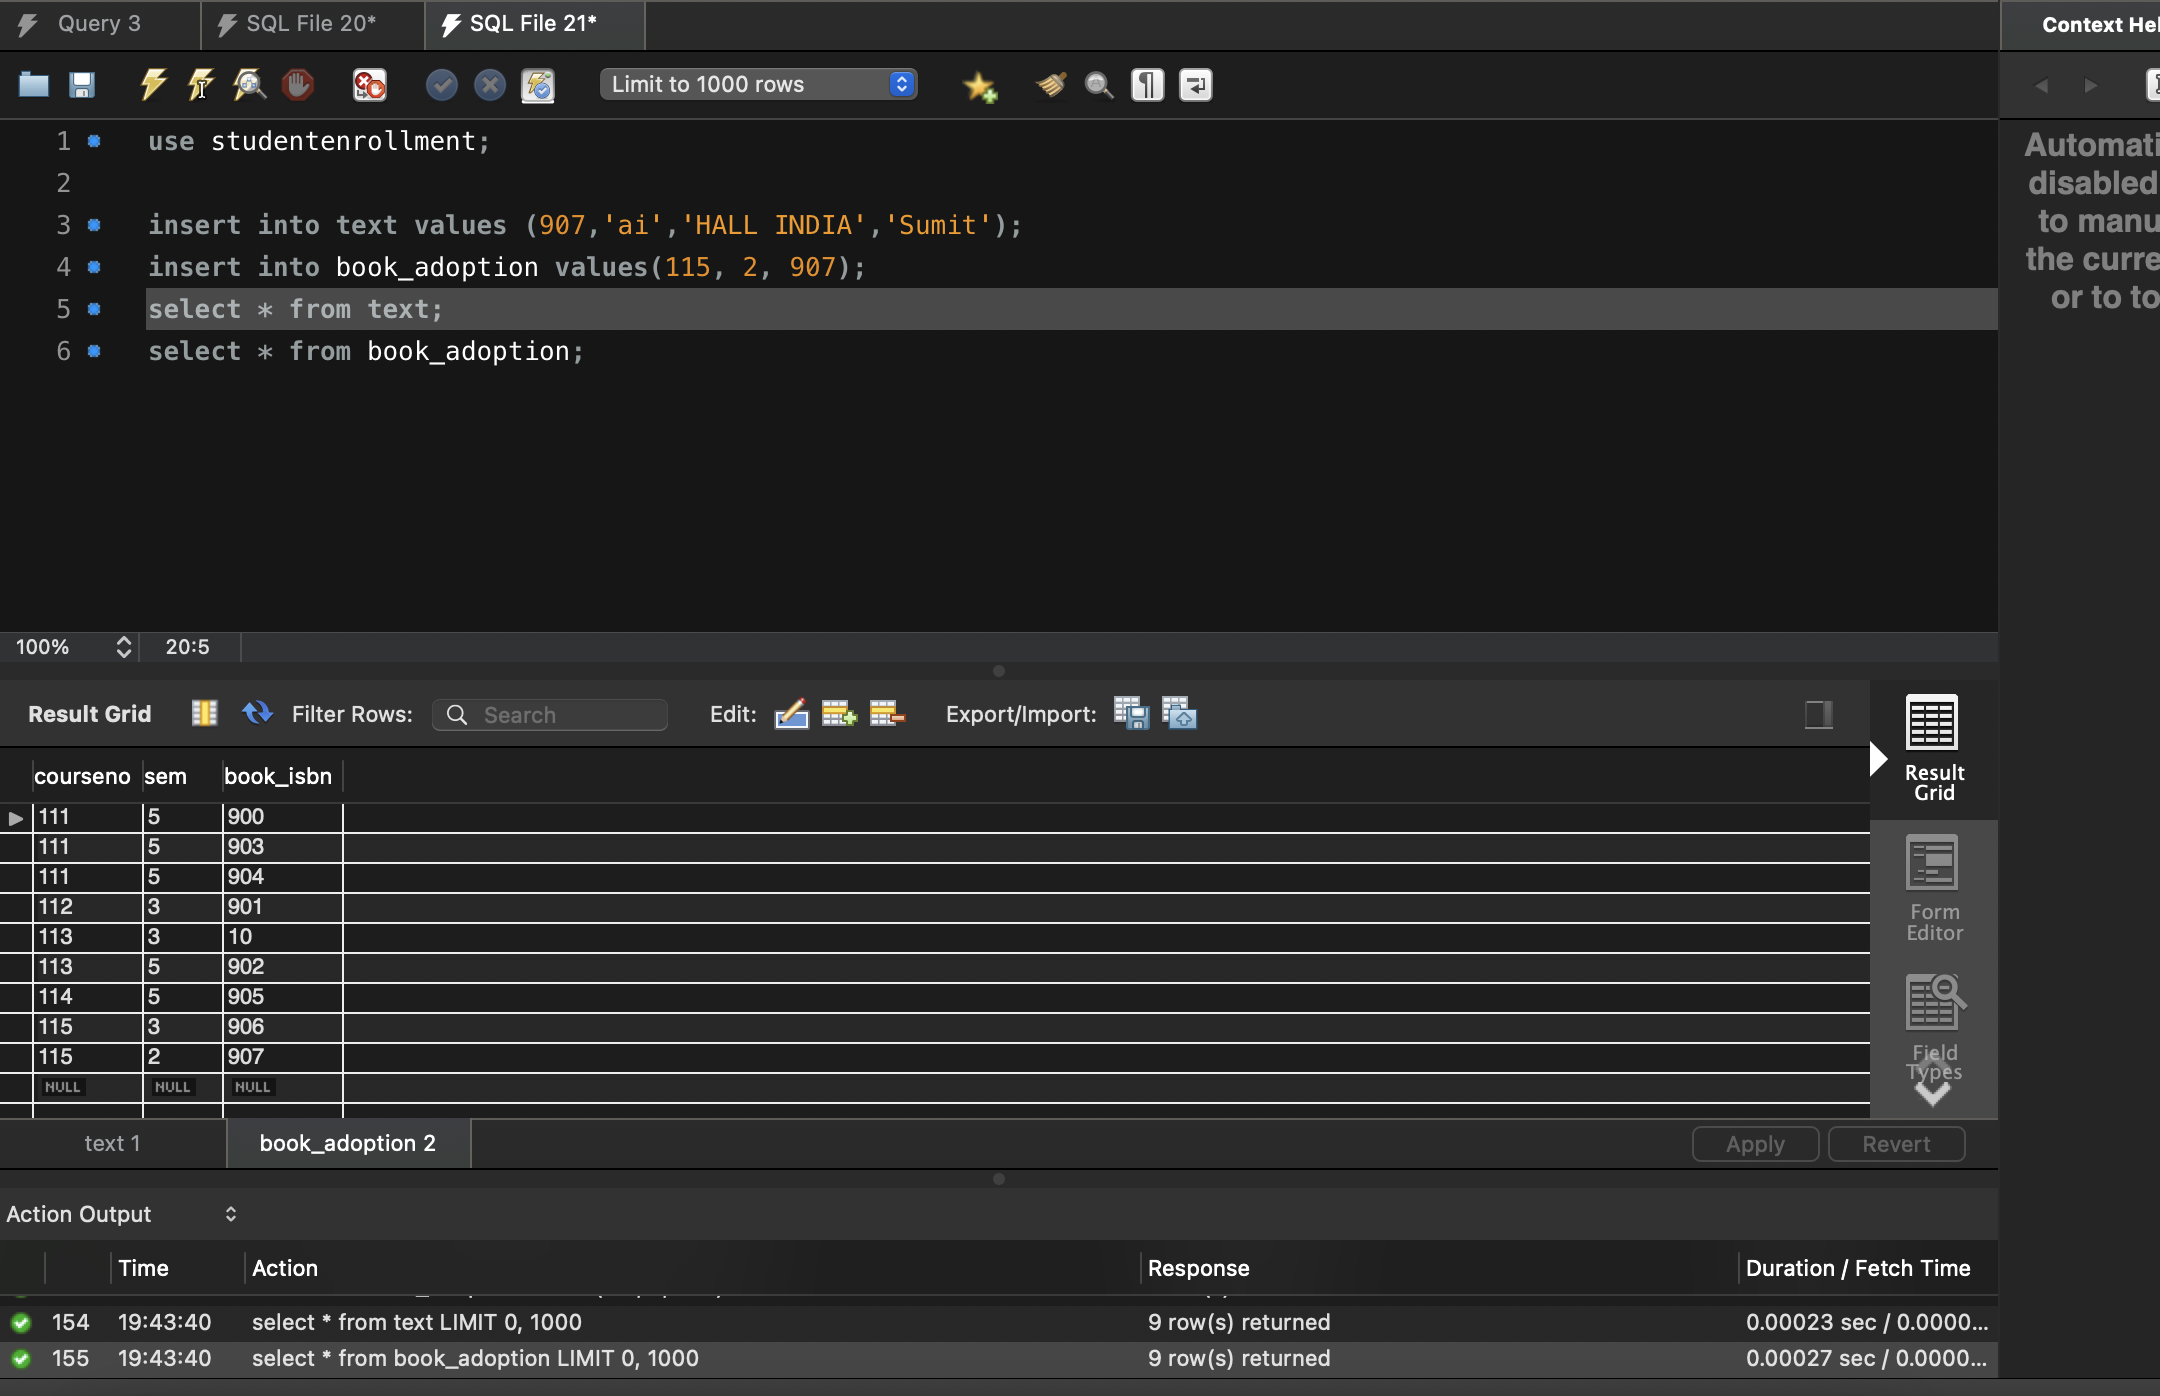 Query 3
SQL File 20*
SQL File 21*
Context Hel
Limit to 1000 rows
1 use studentenrollment;
2
3 insert into text values (907,'ai','HALL INDIA','Sumit');
4 insert into book_adoption values(115, 2, 907);
5 select * from text;
6 select * from book_adoption;
Automati
disabled
to manu
the curre
or to to
100% 20:5
Result Grid Filter Rows: Search Edit: Export/Import:
courseno sem book_isbn
111 5 900
111 5 903
111 5 904
112 3 901
113 3 10
113 5 902
114 5 905
115 3 906
115 2 907
NULL NULL NULL
Result
Grid
Form
Editor
Field
Types
text 1 book_adoption 2 Apply Revert
Action Output
Time Action Response Duration / Fetch Time
154 19:43:40 select * from text LIMIT 0, 1000 9 row(s) returned 0.00023 sec / 0.0000...
155 19:43:40 select * from book_adoption LIMIT 0, 1000 9 row(s) returned 0.00027 sec / 0.0000...